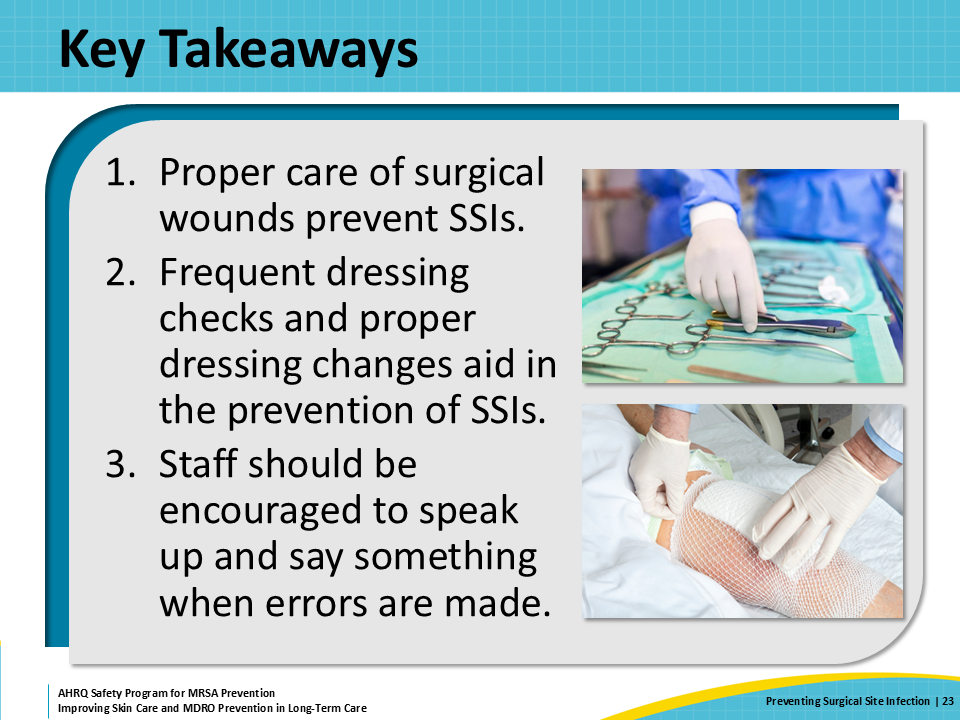 Key Takeaways
1. Proper care of surgical
wounds prevent SSIs.
2. Frequent dressing
checks and proper
dressing changes aid in
the prevention of SSIs.
3. Staff should be
encouraged to speak
up and say something
when errors are made.
AHRQ Safety Program for MRSA Prevention
Improving Skin Care and MDRO Prevention in Long-Term Care
Preventing Surgical Site Infection | 23